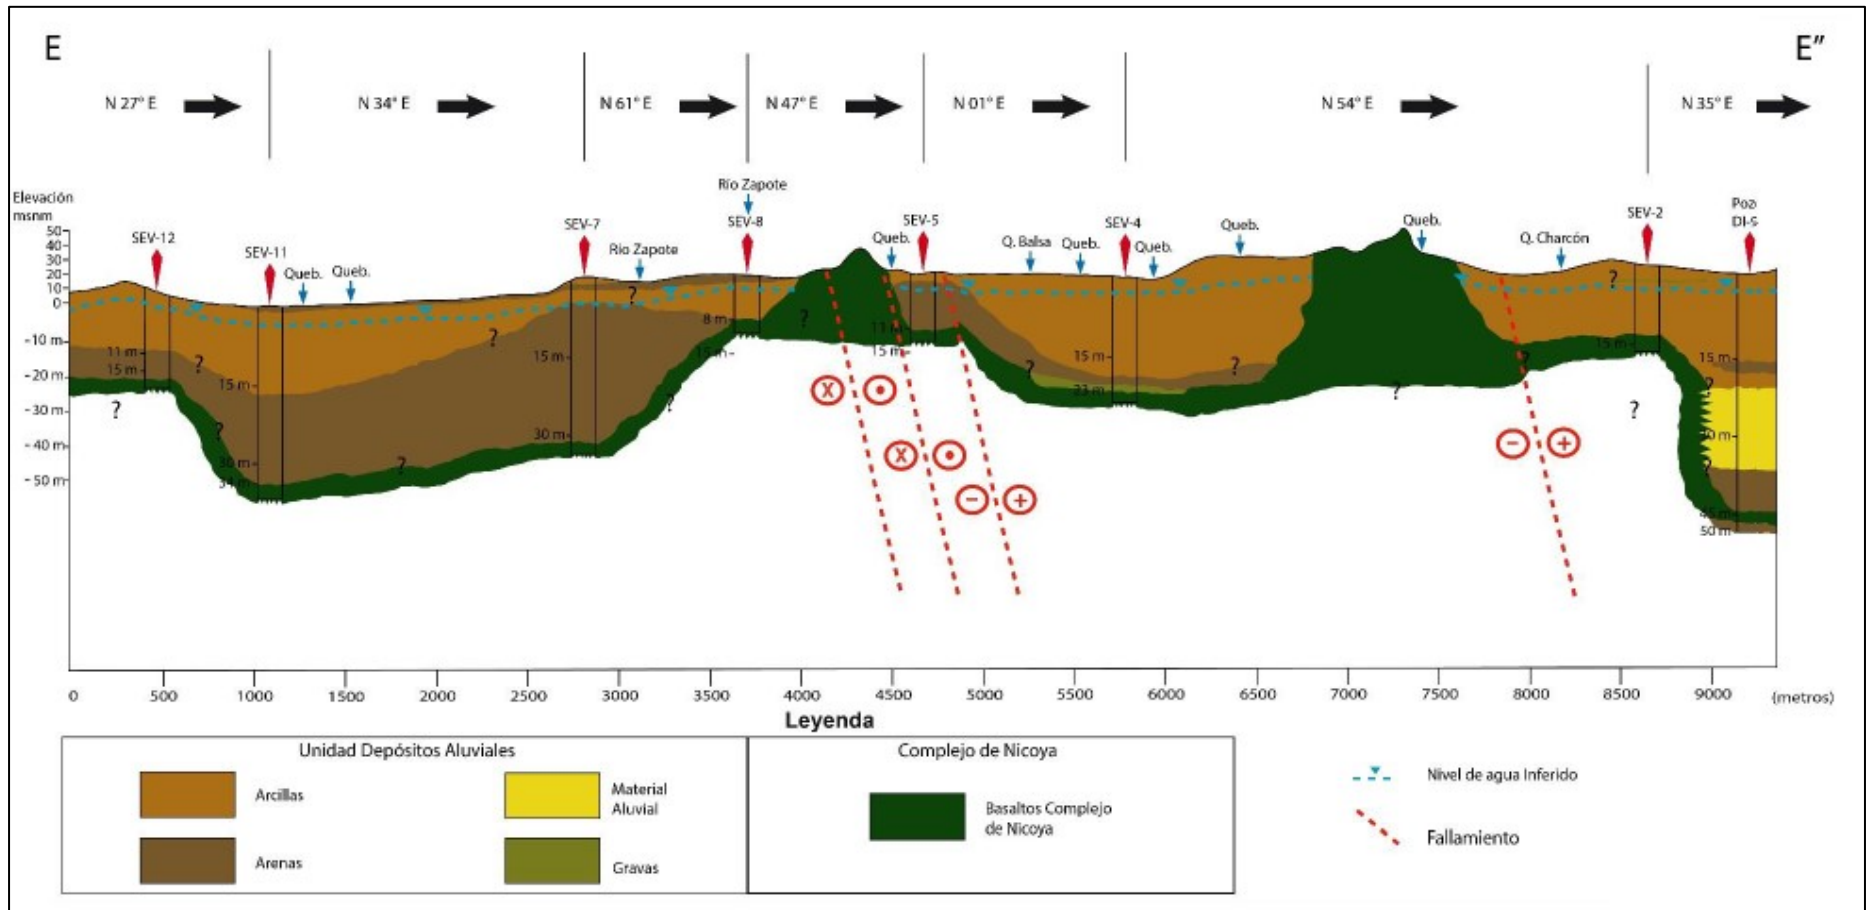 E
E”
N 27° E
N 34° E
N 61° E
N 47° E
N 01° E
N 54° E
N 35° E
Elevación
msnm
Río Zapote
SEV-12
SEV-11
Queb.
Queb.
SEV-7
Río Zapote
SEV-8
Queb.
SEV-5
Q. Balsa
Queb.
SEV-4
Queb.
Queb.
Queb.
Q. Charcón
SEV-2
Pozo
DI-5
50
40
30
20
10
0
-10 m
-20 m
-30 m
-40 m
-50 m
11 m
15 m
?
?
?
15 m
30 m
34 m
?
?
?
15 m
30 m
?
8 m
15 m
?
11 m
15 m
?
15 m
23 m
?
?
?
?
?
15 m
?
15 m
?
30 m
?
45 m
50 m
X
X
- +
- +
0 500 1000 1500 2000 2500 3000 3500 4000 4500 5000 5500 6000 6500 7000 7500 8000 8500 9000 (metros)
Leyenda
Unidad Depósitos Aluviales
Arcillas
Material
Aluvial
Arenas
Gravas
Complejo de Nicoya
Basaltos Complejo
de Nicoya
Nivel de agua Inferido
Fallamiento